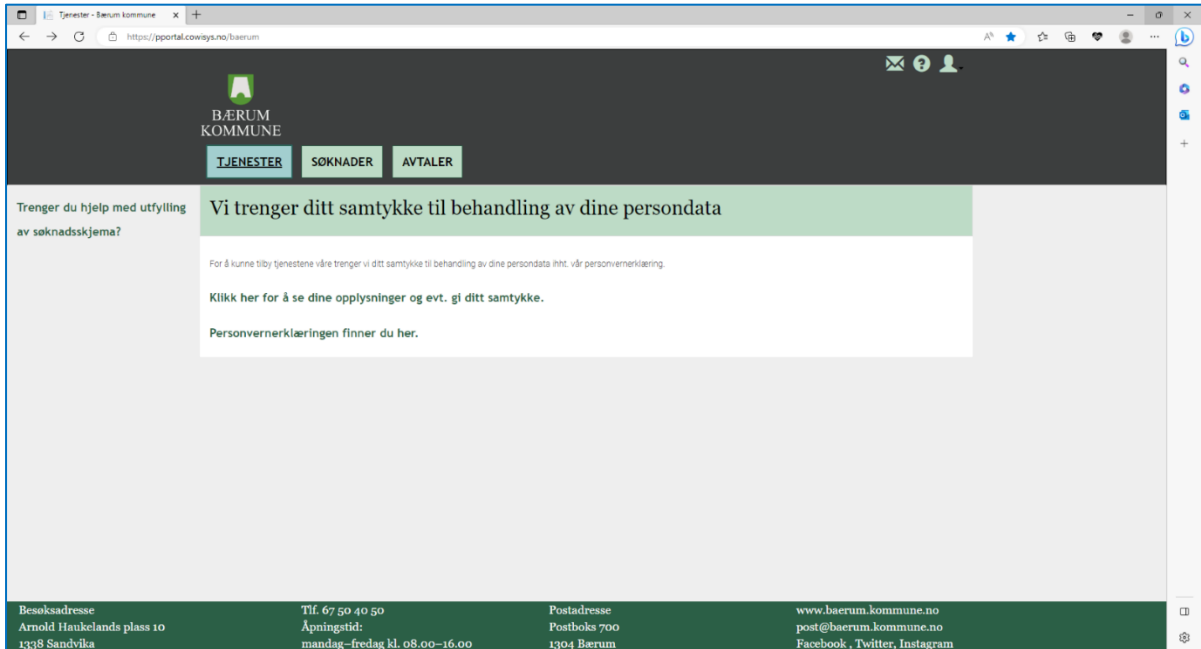 Tjenester - Bærum kommune
https://pportal.cowisys.no/baerum
BÆRUM
KOMMUNE
TJENESTER SØKNADER AVTALER
Trenger du hjelp med utfylling
av søknadsskjema?
Vi trenger ditt samtykke til behandling av dine persondata
For å kunne tilby tjenestene våre trenger vi ditt samtykke til behandling av dine persondata ihht. vår personvernerklæring.
Klikk her for å se dine opplysninger og evt. gi ditt samtykke.
Personvernerklæringen finner du her.
Besøksadresse
Arnold Haukelands plass 10
1338 Sandvika
Tlf. 67 50 40 50
Åpningstid:
mandag–fredag kl. 08.00–16.00
Postadresse
Postboks 700
1304 Bærum
www.baerum.kommune.no
post@baerum.kommune.no
Facebook , Twitter, Instagram